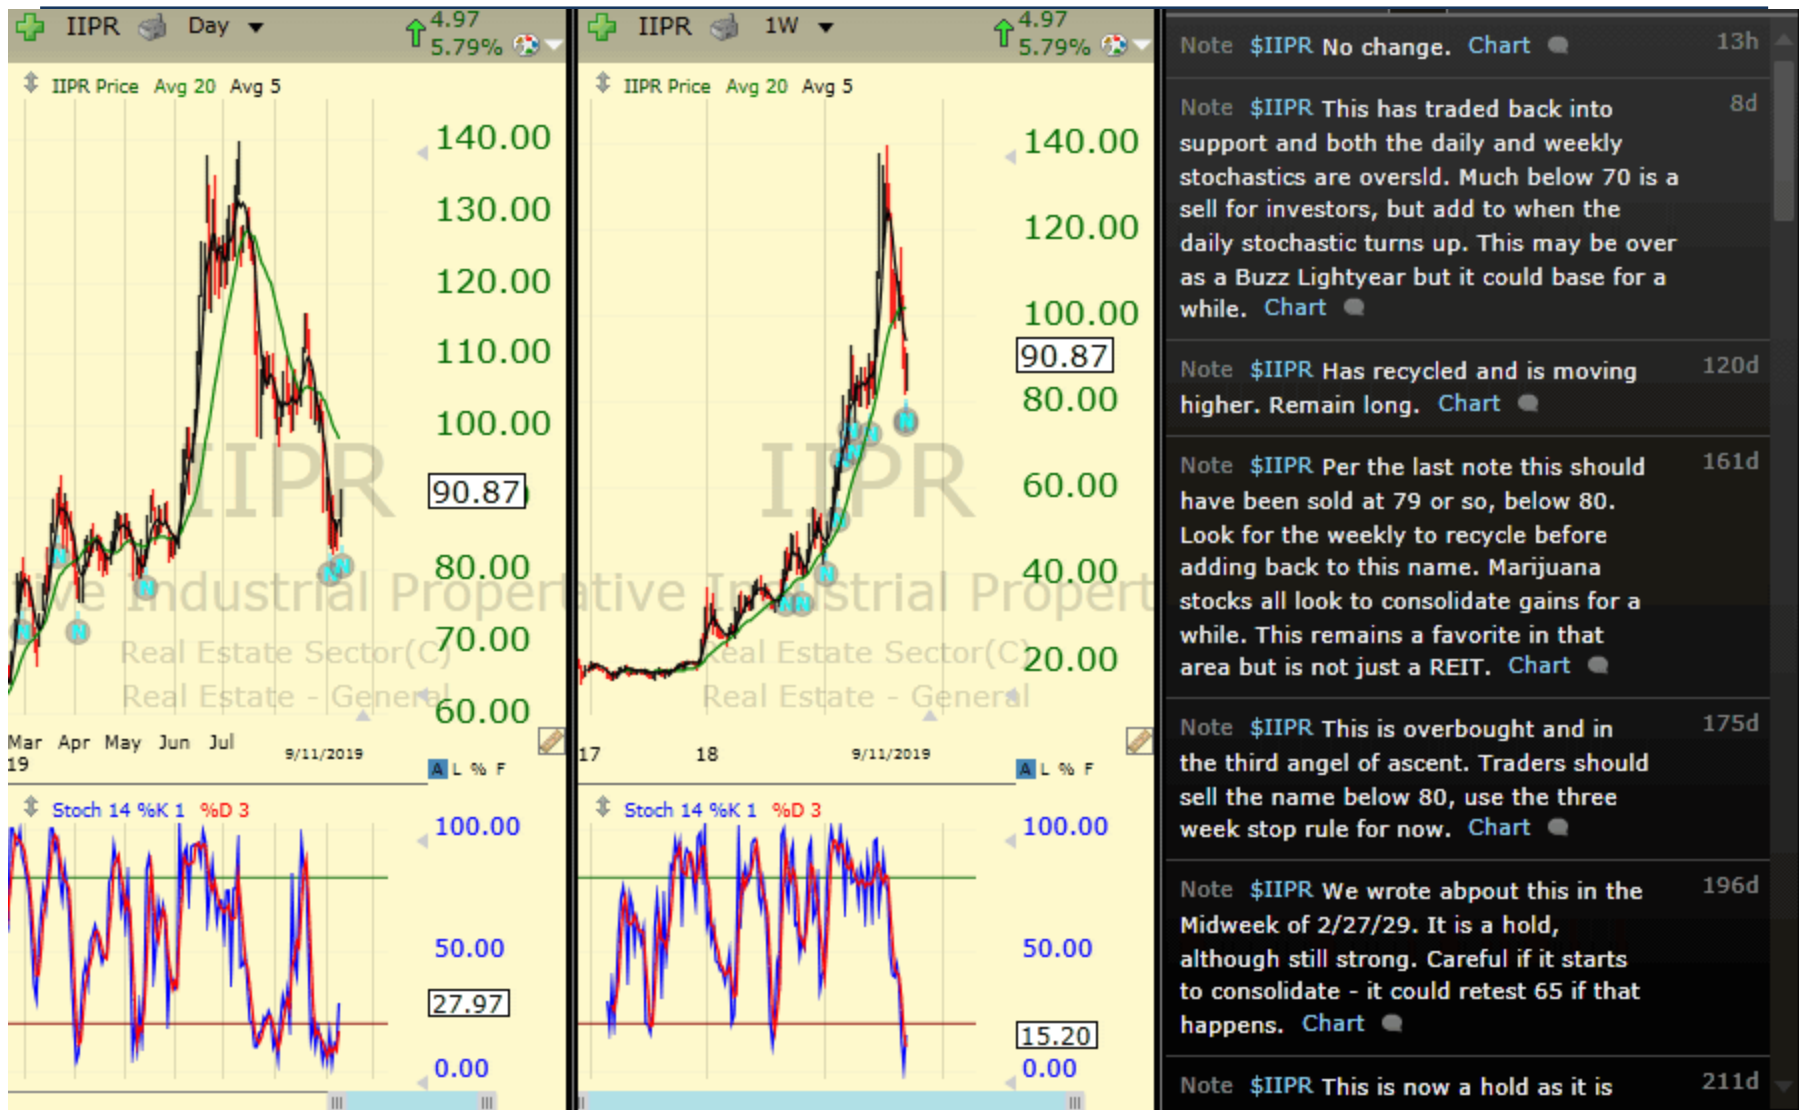 IIPR Day 4.97
5.79%
IIPR Price Avg 20 Avg 5
140.00
130.00
120.00
110.00
100.00
90.87
80.00
70.00
60.00
IIPR
Real Estate Sector(C)
Real Estate - General
Mar Apr May Jun Jul 9/11/2019
19
A L % F
Stoch 14 %K 1 %D 3
100.00
50.00
27.97
0.00
IIPR 1W 4.97
5.79%
IIPR Price Avg 20 Avg 5
140.00
120.00
100.00
90.87
80.00
60.00
40.00
20.00
IIPR
Real Estate Sector(C)
Real Estate - General
17 18 9/11/2019
A L % F
Stoch 14 %K 1 %D 3
100.00
50.00
15.20
0.00
Note $IIPR No change. Chart 13h
Note $IIPR This has traded back into 8d
support and both the daily and weekly
stochastics are oversld. Much below 70 is a
sell for investors, but add to when the
daily stochastic turns up. This may be over
as a Buzz Lightyear but it could base for a
while. Chart
Note $IIPR Has recycled and is moving 120d
higher. Remain long. Chart
Note $IIPR Per the last note this should 161d
have been sold at 79 or so, below 80.
Look for the weekly to recycle before
adding back to this name. Marijuana
stocks all look to consolidate gains for a
while. This remains a favorite in that
area but is not just a REIT. Chart
Note $IIPR This is overbought and in 175d
the third angel of ascent. Traders should
sell the name below 80, use the three
week stop rule for now. Chart
Note $IIPR We wrote abpout this in the 196d
Midweek of 2/27/29. It is a hold,
although still strong. Careful if it starts
to consolidate - it could retest 65 if that
happens. Chart
Note $IIPR This is now a hold as it is 211d